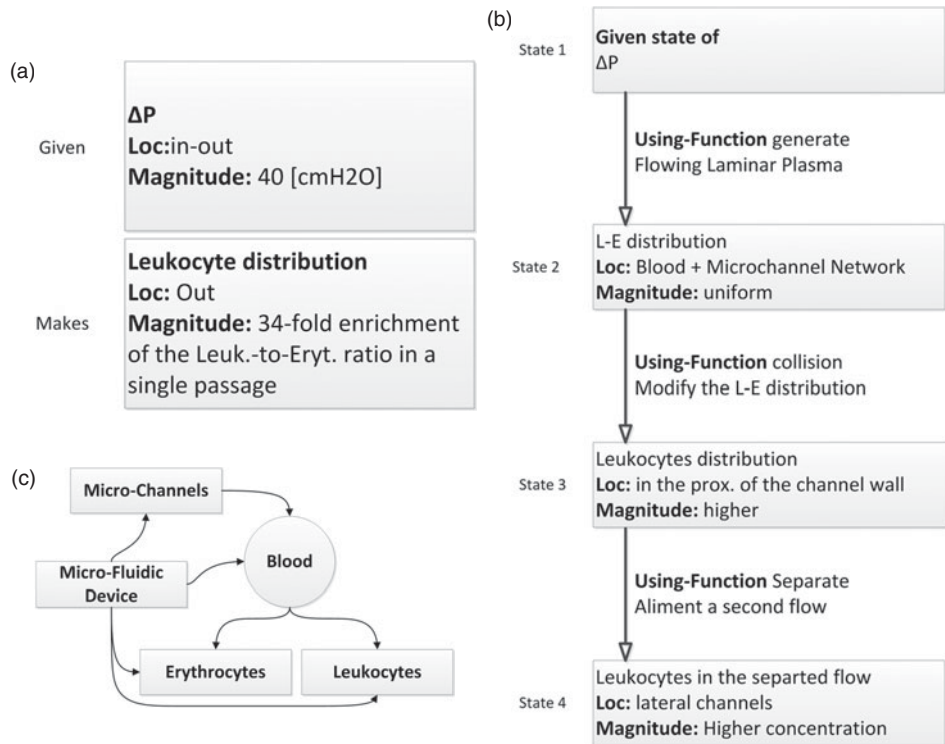 (a)
Given
ΔP
Loc:in-out
Magnitude: 40 [cmH2O]
Makes
Leukocyte distribution
Loc: Out
Magnitude: 34-fold enrichment
of the Leuk.-to-Eryt. ratio in a
single passage
(b)
State 1
Given state of
ΔP
Using-Function generate
Flowing Laminar Plasma
State 2
L-E distribution
Loc: Blood + Microchannel Network
Magnitude: uniform
Using-Function collision
Modify the L-E distribution
State 3
Leukocytes distribution
Loc: in the prox. of the channel wall
Magnitude: higher
Using-Function Separate
Aliment a second flow
State 4
Leukocytes in the separted flow
Loc: lateral channels
Magnitude: Higher concentration
(c)
Micro-Channels
Micro-Fluidic
Device
Blood
Erythrocytes
Leukocytes